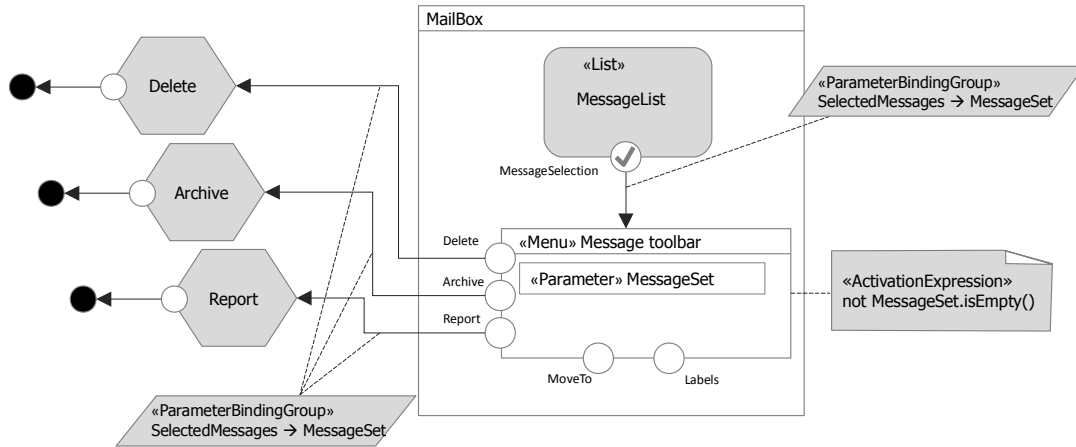 MailBox
«List»
MessageList
MessageSelection
«ParameterBindingGroup»
SelectedMessages → MessageSet
Delete
Archive
Report
Delete
Archive
Report
«Menu» Message toolbar
«Parameter» MessageSet
MoveTo
Labels
«ActivationExpression»
not MessageSet.isEmpty()
«ParameterBindingGroup»
SelectedMessages → MessageSet